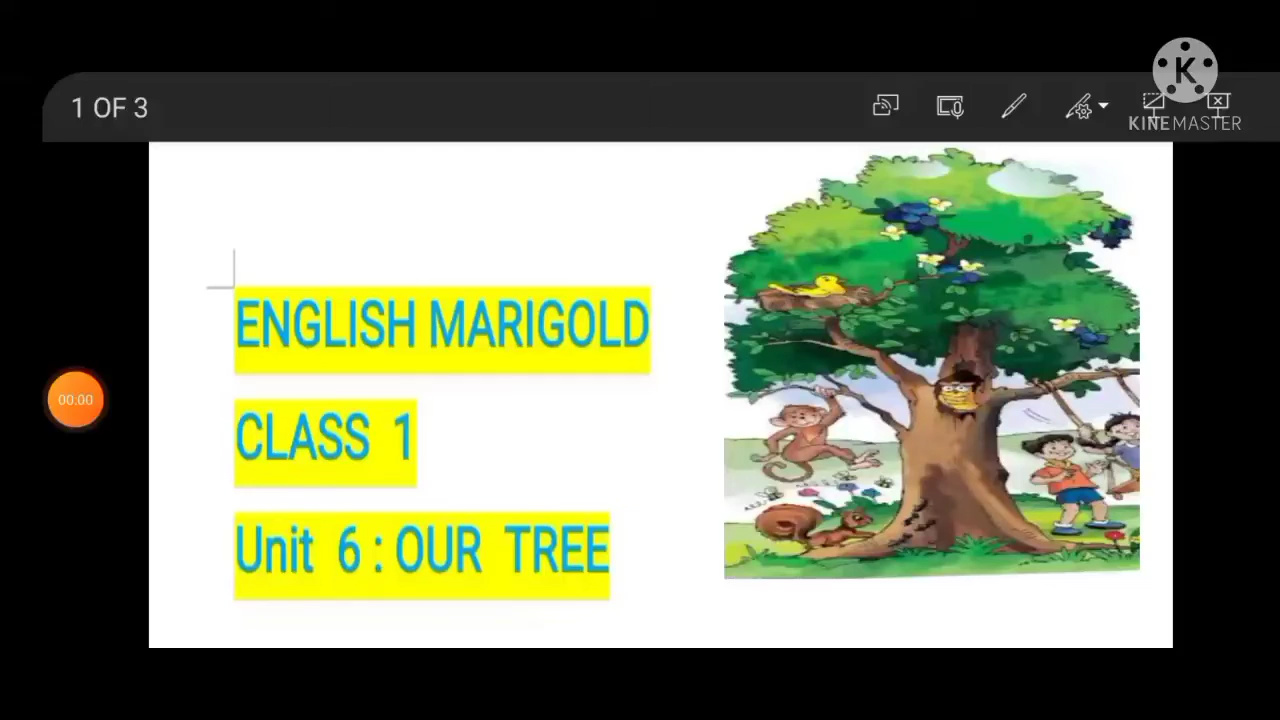 1 OF 3
KINEMASTER
ENGLISH MARIGOLD
00:00
CLASS 1
Unit 6 : OUR TREE